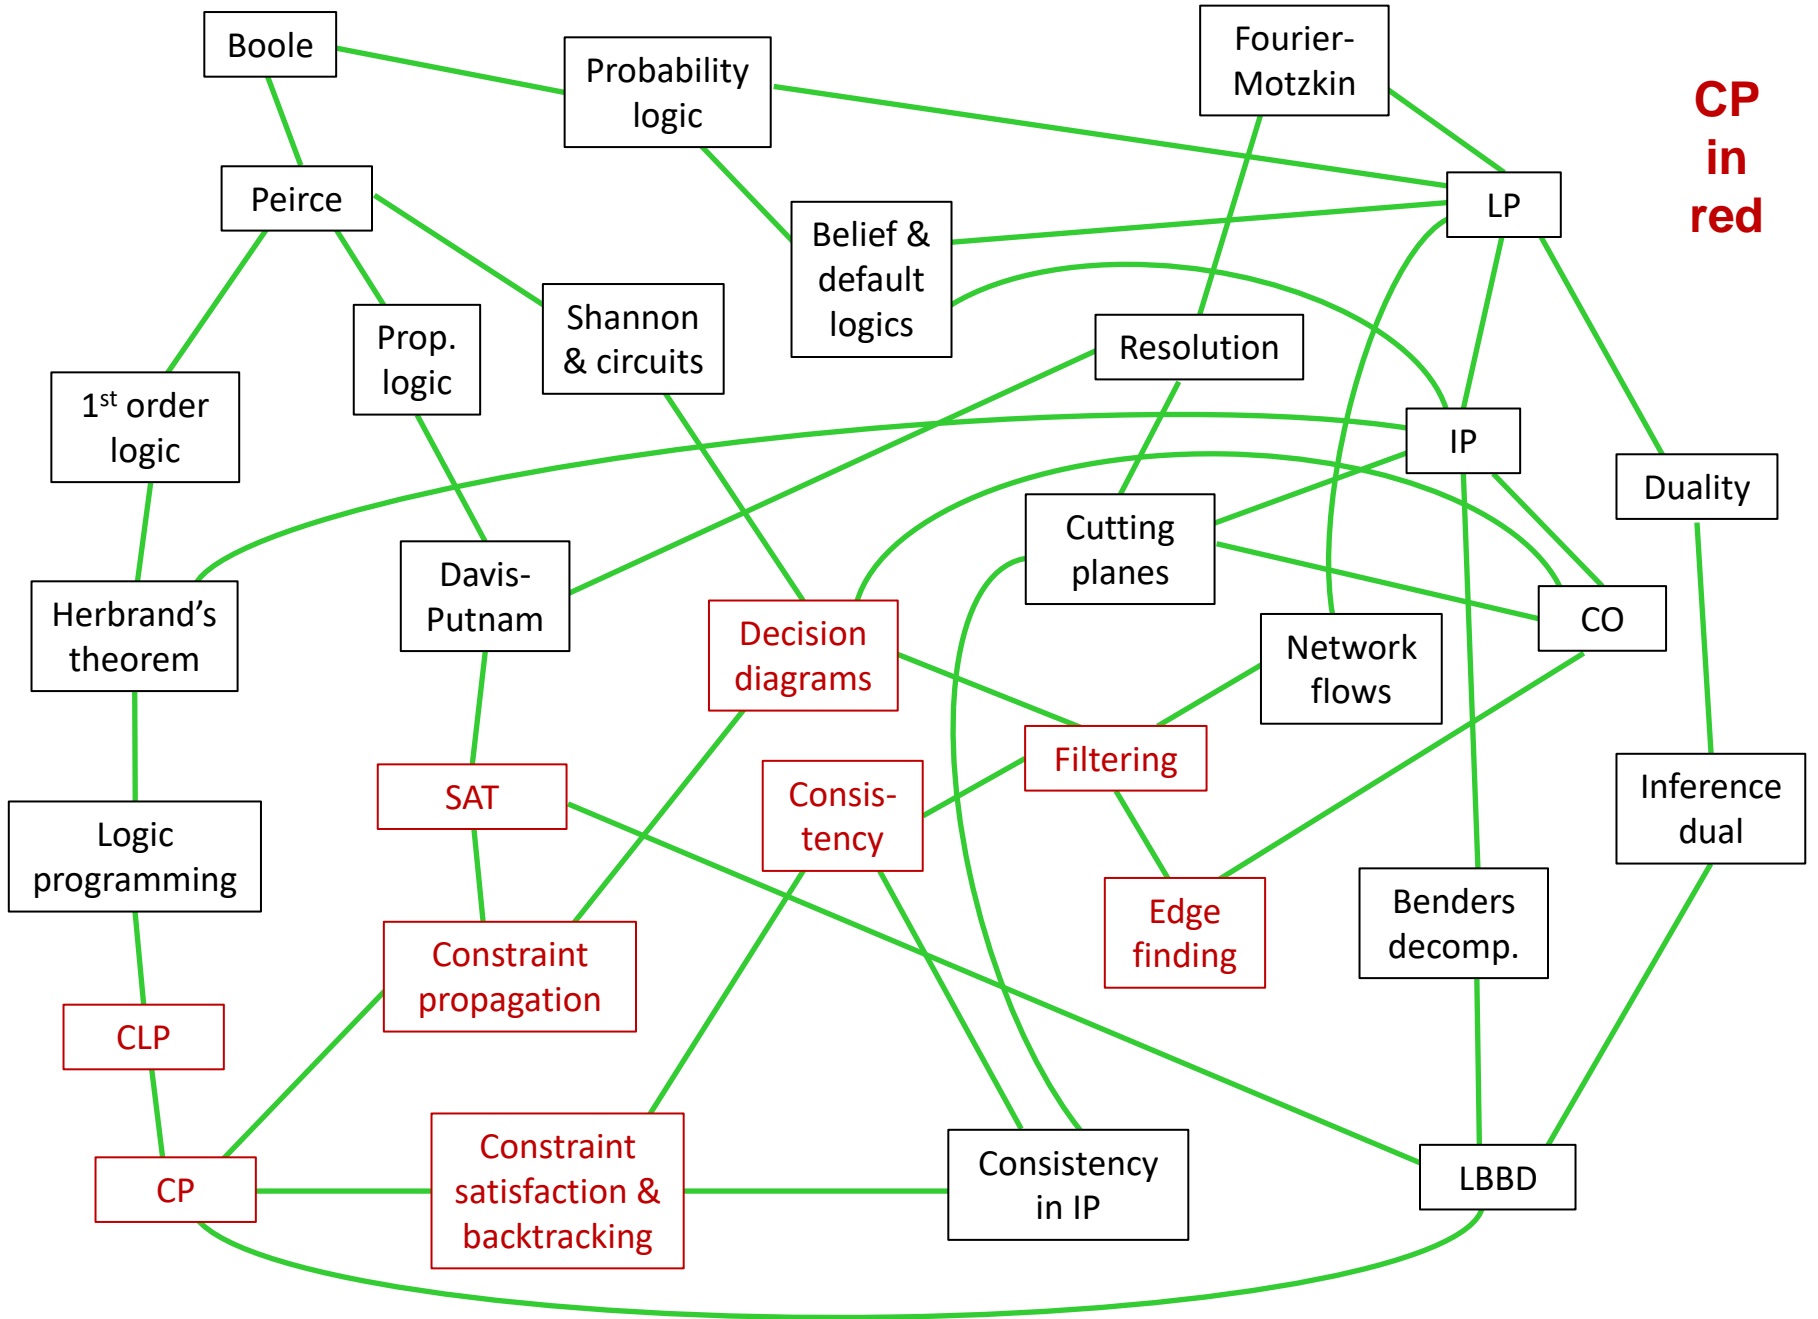 Boole
Probability
logic
Fourier-
Motzkin
CP
in
red
Peirce
LP
Belief &
default
logics
Shannon
& circuits
Prop.
logic
Resolution
1st order
logic
IP
Duality
Cutting
planes
Davis-
Putnam
Herbrand's
theorem
Decision
diagrams
CO
Network
flows
Filtering
SAT
Consis-
tency
Inference
dual
Logic
programming
Edge
finding
Benders
decomp.
Constraint
propagation
CLP
CP
Constraint
satisfaction &
backtracking
Consistency
in IP
LBBD